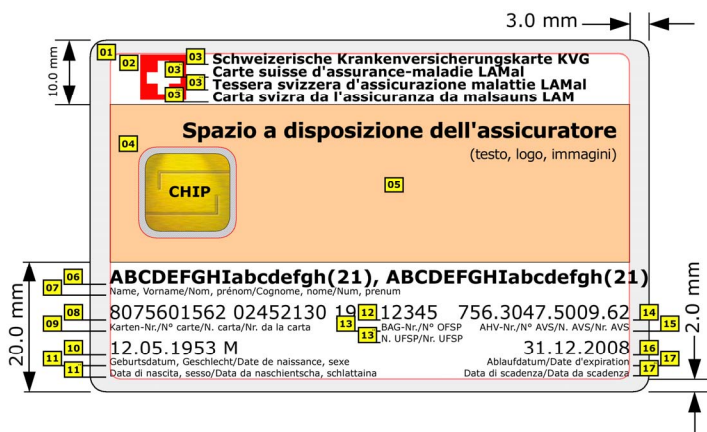 3.0 mm
01
02
03 Schweizerische Krankenversicherungskarte KVG
03 Carte suisse d'assurance-maladie LAMal
03 Tessera svizzera d'assicurazione malattie LAMal
03 Carta svizra da l'assicuranza da malsauns LAM
10.0 mm
04
Spazio a disposizione dell'assicuratore
(testo, logo, immagini)
CHIP
05
06 ABCDEFGHIabcdefgh(21), ABCDEFGHIabcdefgh(21)
07 Name, Vorname/Nom, prénom/Cognome, nome/Num, prenum
08 8075601562 02452130 19 12 12345 756.3047.5009.62 14
09 Karten-Nr./N° carte/N. carta/Nr. da la carta 13 BAG-Nr./N° OFSP AHV-Nr./N° AVS/N. AVS/Nr. AVS 15
13 N. UFSP/Nr. UFSP
10 12.05.1953 M 31.12.2008 16
11 Geburtsdatum, Geschlecht/Date de naissance, sexe Ablaufdatum/Date d'expiration 17
11 Data di nascita, sesso/Data da naschientscha, schlattaina Data di scadenza/Data da scadenza 17
20.0 mm
2.0 mm